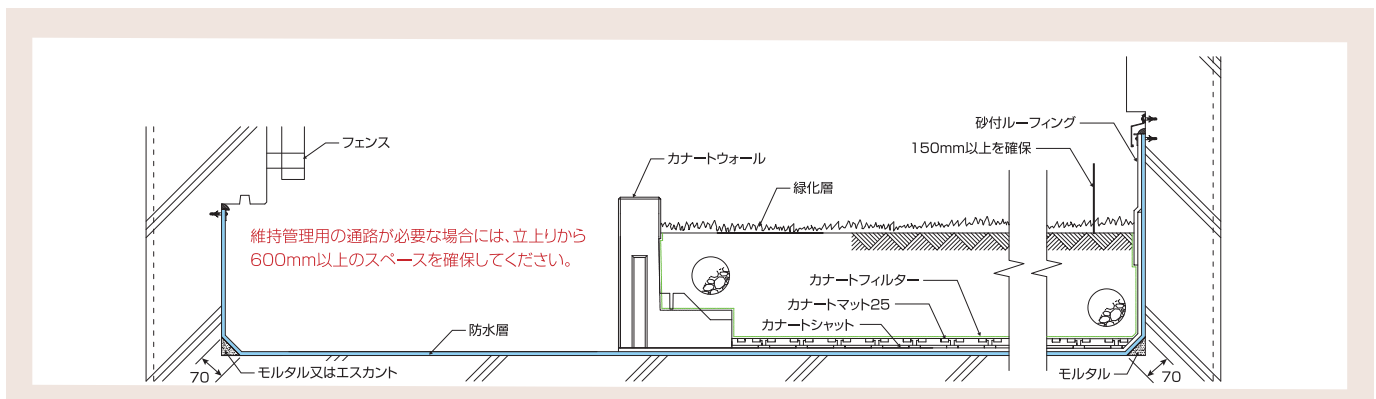 フェンス
カナートウォール
緑化層
砂付ルーフィング
150mm以上を確保
維持管理用の通路が必要な場合には、立上りから
600mm以上のスペースを確保してください。
カナートフィルター
カナートマット25
カナートシャット
防水層
モルタル又はエスカント
70
モルタル
70